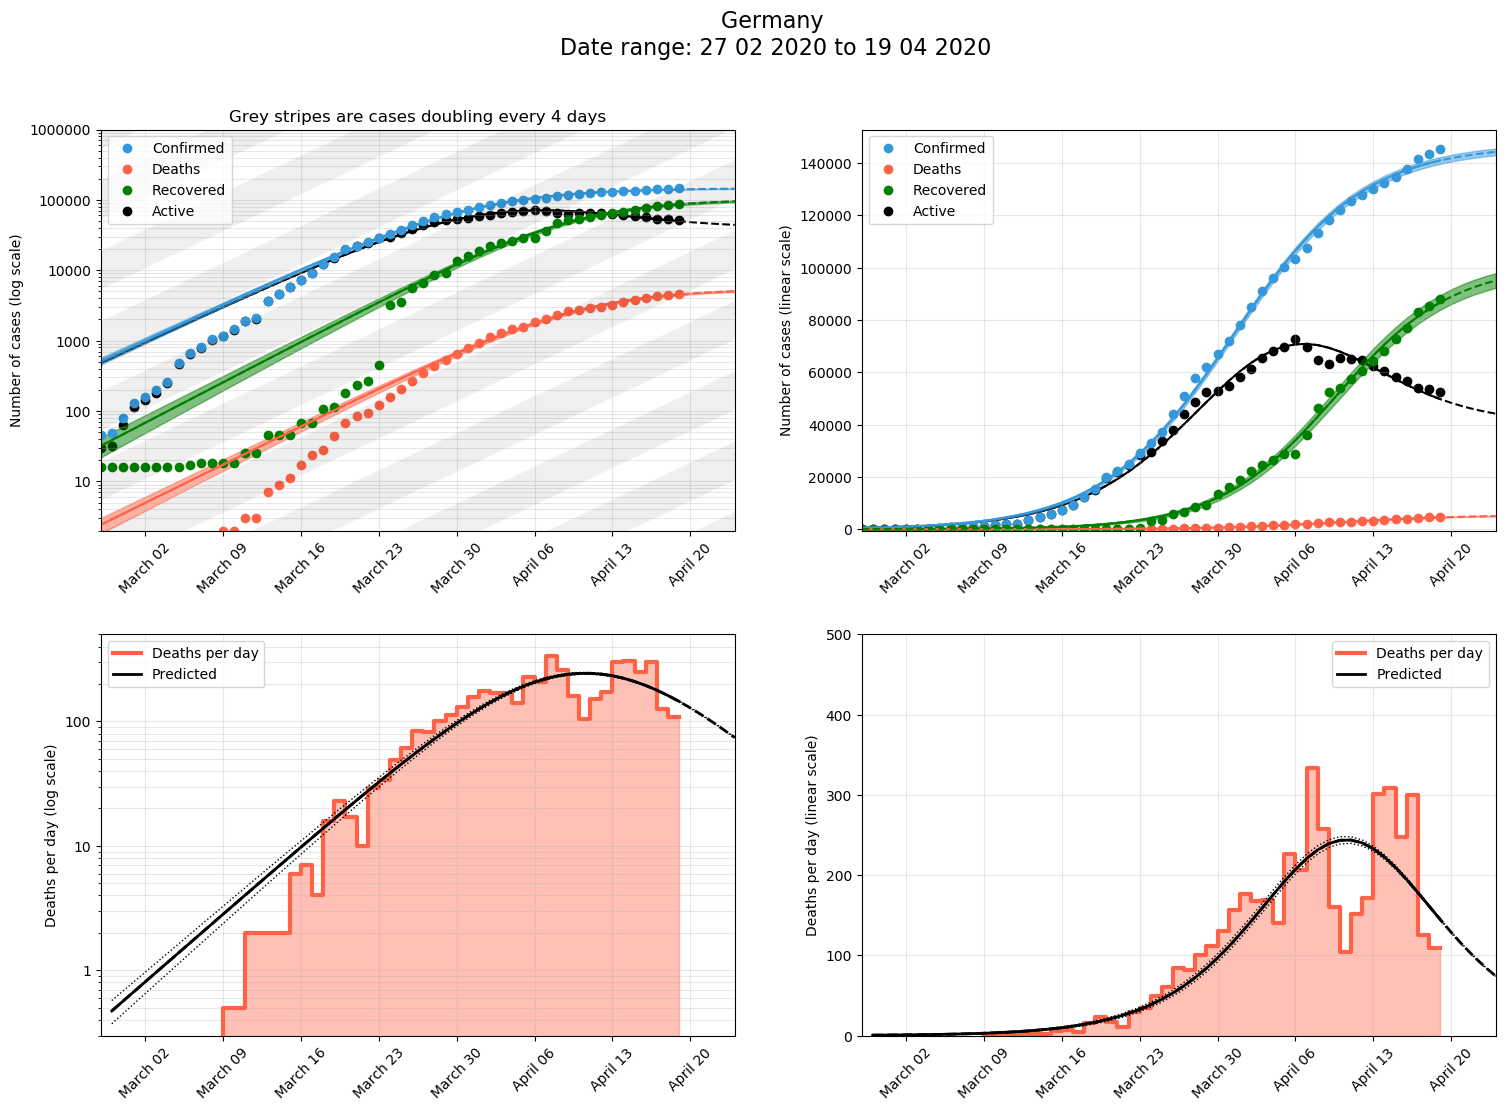 Germany
Date range: 27 02 2020 to 19 04 2020
Grey stripes are cases doubling every 4 days
Number of cases (log scale)
1000000
100000
10000
1000
100
10
Confirmed
Deaths
Recovered
Active
March 02
March 09
March 16
March 23
March 30
April 06
April 13
April 20
Number of cases (linear scale)
140000
120000
100000
80000
60000
40000
20000
0
Confirmed
Deaths
Recovered
Active
March 02
March 09
March 16
March 23
March 30
April 06
April 13
April 20
Deaths per day (log scale)
100
10
1
Deaths per day
Predicted
March 02
March 09
March 16
March 23
March 30
April 06
April 13
April 20
Deaths per day (linear scale)
500
400
300
200
100
0
Deaths per day
Predicted
March 02
March 09
March 16
March 23
March 30
April 06
April 13
April 20